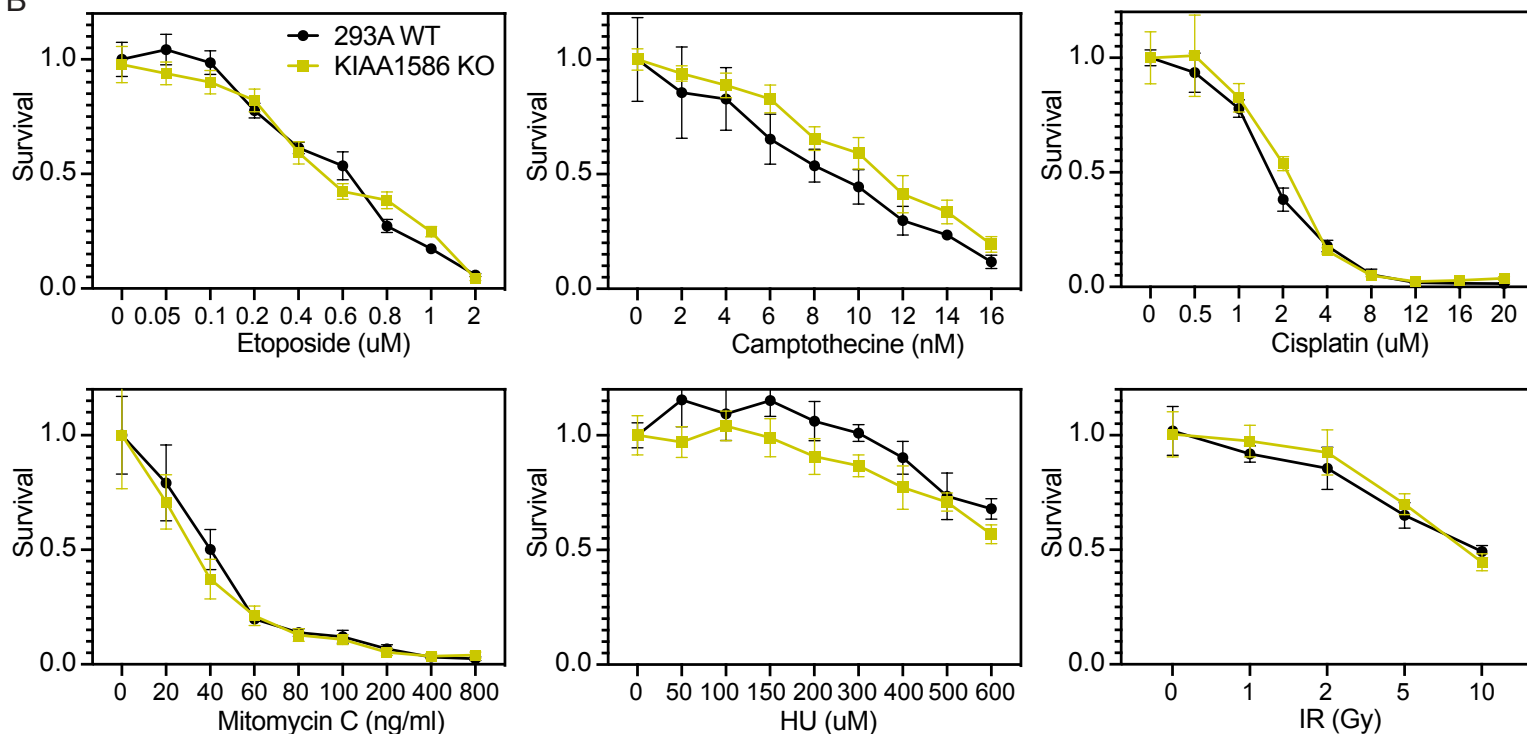 B
293A WT
KIAA1586 KO
Survival
1.0
0.5
0.0
0 0.05 0.1 0.2 0.4 0.6 0.8 1 2
Etoposide (uM)
Survival
1.0
0.5
0.0
0 2 4 6 8 10 12 14 16
Camptothecine (nM)
Survival
1.0
0.5
0.0
0 0.5 1 2 4 8 12 16 20
Cisplatin (uM)
Survival
1.0
0.5
0.0
0 20 40 60 80 100 200 400 800
Mitomycin C (ng/ml)
Survival
1.0
0.5
0.0
0 50 100 150 200 300 400 500 600
HU (uM)
Survival
1.0
0.5
0.0
0 1 2 5 10
IR (Gy)